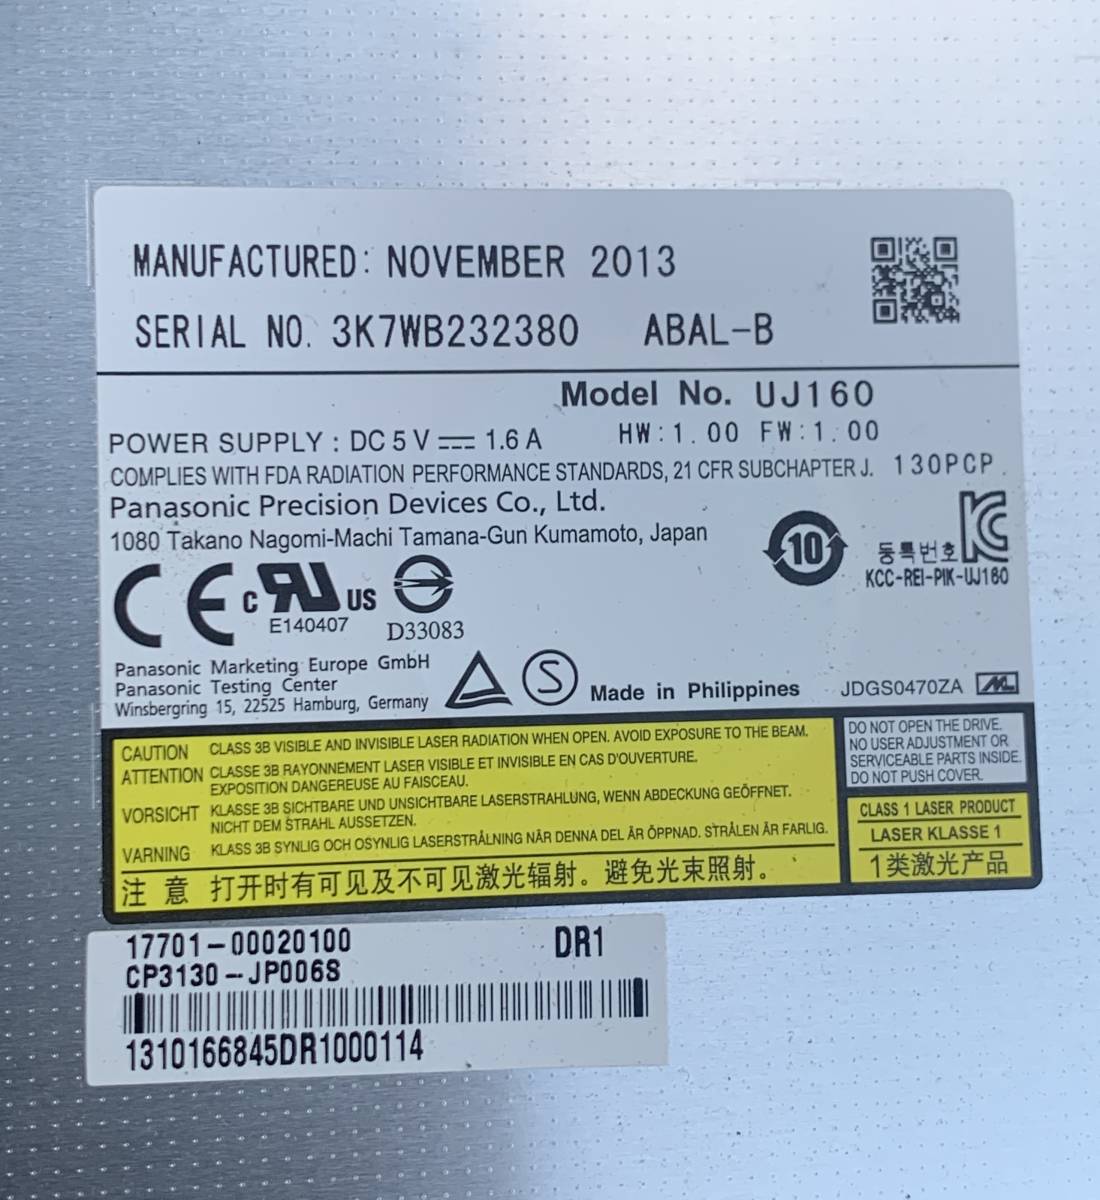 MANUFACTURED: NOVEMBER 2013
SERIAL NO. 3K7WB232380 ABAL-B
Model No. UJ160
POWER SUPPLY : DC 5 V ⎓ 1.6 A HW:1.00 FW:1.00
COMPLIES WITH FDA RADIATION PERFORMANCE STANDARDS, 21 CFR SUBCHAPTER J. 130PCP
Panasonic Precision Devices Co., Ltd.
1080 Takano Nagomi-Machi Tamana-Gun Kumamoto, Japan
10
등록번호
KCC-REI-PIK-UJ160
CE c RU US
E140407
D33083
Panasonic Marketing Europe GmbH
Panasonic Testing Center
Winsbergring 15, 22525 Hamburg, Germany
S
Made in Philippines
JDGS0470ZA
CAUTION CLASS 3B VISIBLE AND INVISIBLE LASER RADIATION WHEN OPEN. AVOID EXPOSURE TO THE BEAM.
ATTENTION CLASSE 3B RAYONNEMENT LASER VISIBLE ET INVISIBLE EN CAS D'OUVERTURE.
EXPOSITION DANGEREUSE AU FAISCEAU.
VORSICHT KLASSE 3B SICHTBARE UND UNSICHTBARE LASERSTRAHLUNG, WENN ABDECKUNG GEÖFFNET.
NICHT DEM STRAHL AUSSETZEN.
VARNING KLASS 3B SYNLIG OCH OSYNLIG LASERSTRÅLNING NÄR DENNA DEL ÄR ÖPPNAD. STRÅLEN ÄR FARLIG.
注 意 打开时有可见及不可见激光辐射。避免光束照射。
DO NOT OPEN THE DRIVE.
NO USER ADJUSTMENT OR
SERVICEABLE PARTS INSIDE.
DO NOT PUSH COVER.
CLASS 1 LASER PRODUCT
LASER KLASSE 1
1类激光产品
17701-00020100 DR1
CP3130-JP006S
1310166845DR1000114